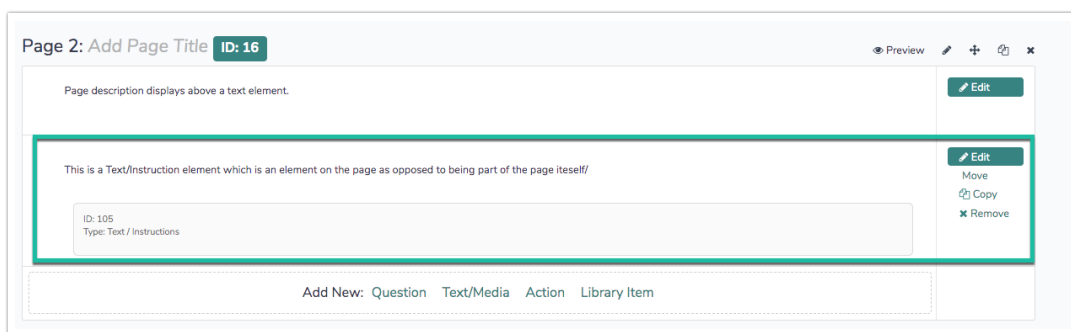 Page 2: Add Page Title ID: 16
Preview
Page description displays above a text element.
Edit
This is a Text/Instruction element which is an element on the page as opposed to being part of the page iteself/
Edit
Move
Copy
Remove
ID: 105
Type: Text / Instructions
Add New: Question Text/Media Action Library Item